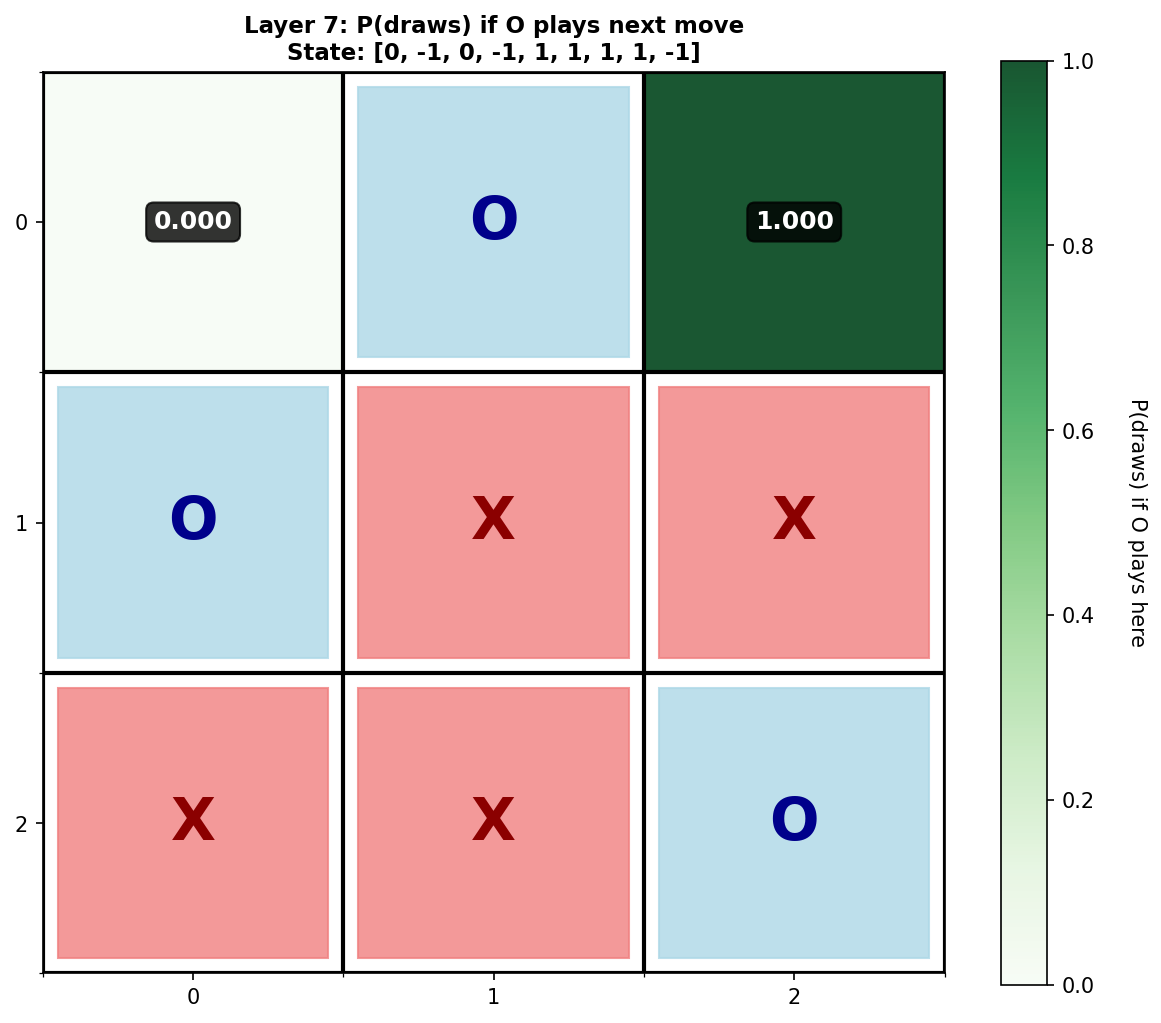 Layer 7: P(draws) if O plays next move
State: [0, -1, 0, -1, 1, 1, 1, 1, -1]
0
0.000
O
1.000
1
O
X
X
2
X
X
O
0
1
2
1.0
0.8
0.6
0.4
0.2
0.0
P(draws) if O plays here